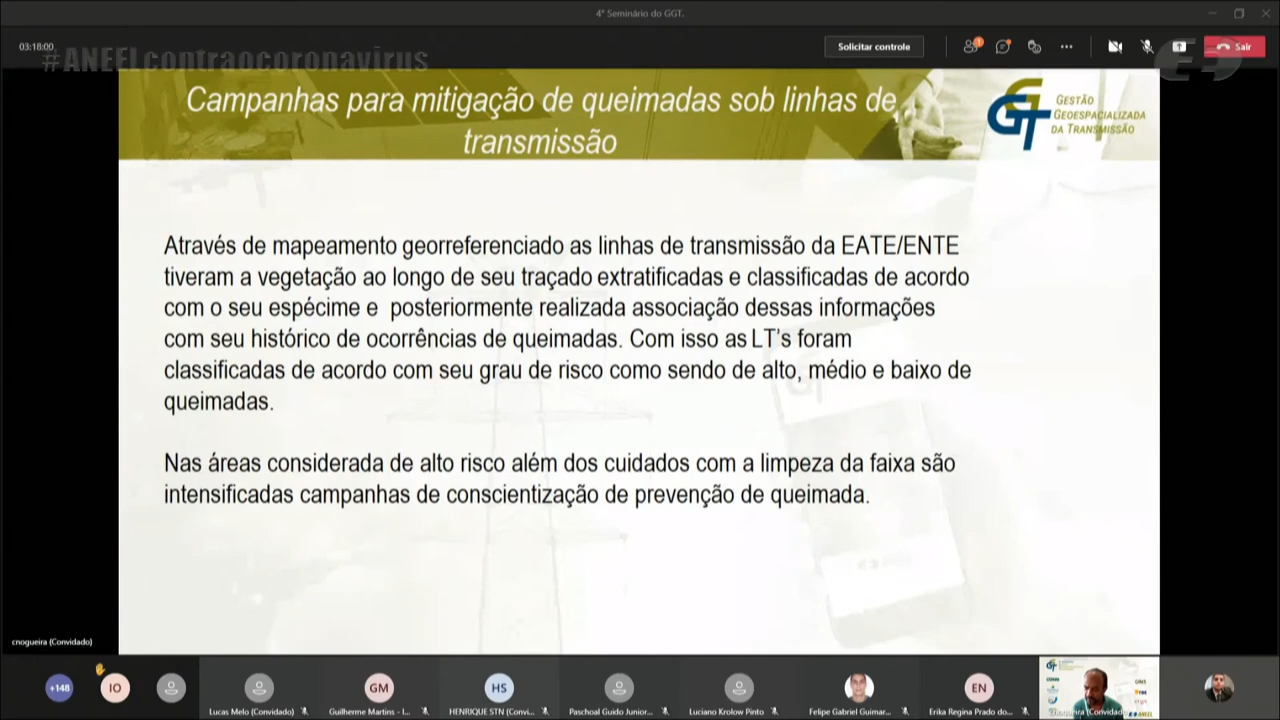 4° Seminário do GGT.
03:18:00
#ANEELcontraocoronavírus
Solicitar controle
1
Sair
Campanhas para mitigação de queimadas sob linhas de
transmissão
GGT
GESTÃO
GEOESPACIALIZADA
DA TRANSMISSÃO
Através de mapeamento georreferenciado as linhas de transmissão da EATE/ENTE
tiveram a vegetação ao longo de seu traçado extratificadas e classificadas de acordo
com o seu espécime e posteriormente realizada associação dessas informações
com seu histórico de ocorrências de queimadas. Com isso as LT’s foram
classificadas de acordo com seu grau de risco como sendo de alto, médio e baixo de
queimadas.
Nas áreas considerada de alto risco além dos cuidados com a limpeza da faixa são
intensificadas campanhas de conscientização de prevenção de queimada.
cnogueira (Convidado)
+148
IO
GM
HS
EN
Lucas Melo (Convidado)
Guilherme Martins - I...
HENRIQUE STN (Convi...
Paschoal Guido Junior...
Luciano Krolow Pinto
Felipe Gabriel Guimar...
Erika Regina Prado do...